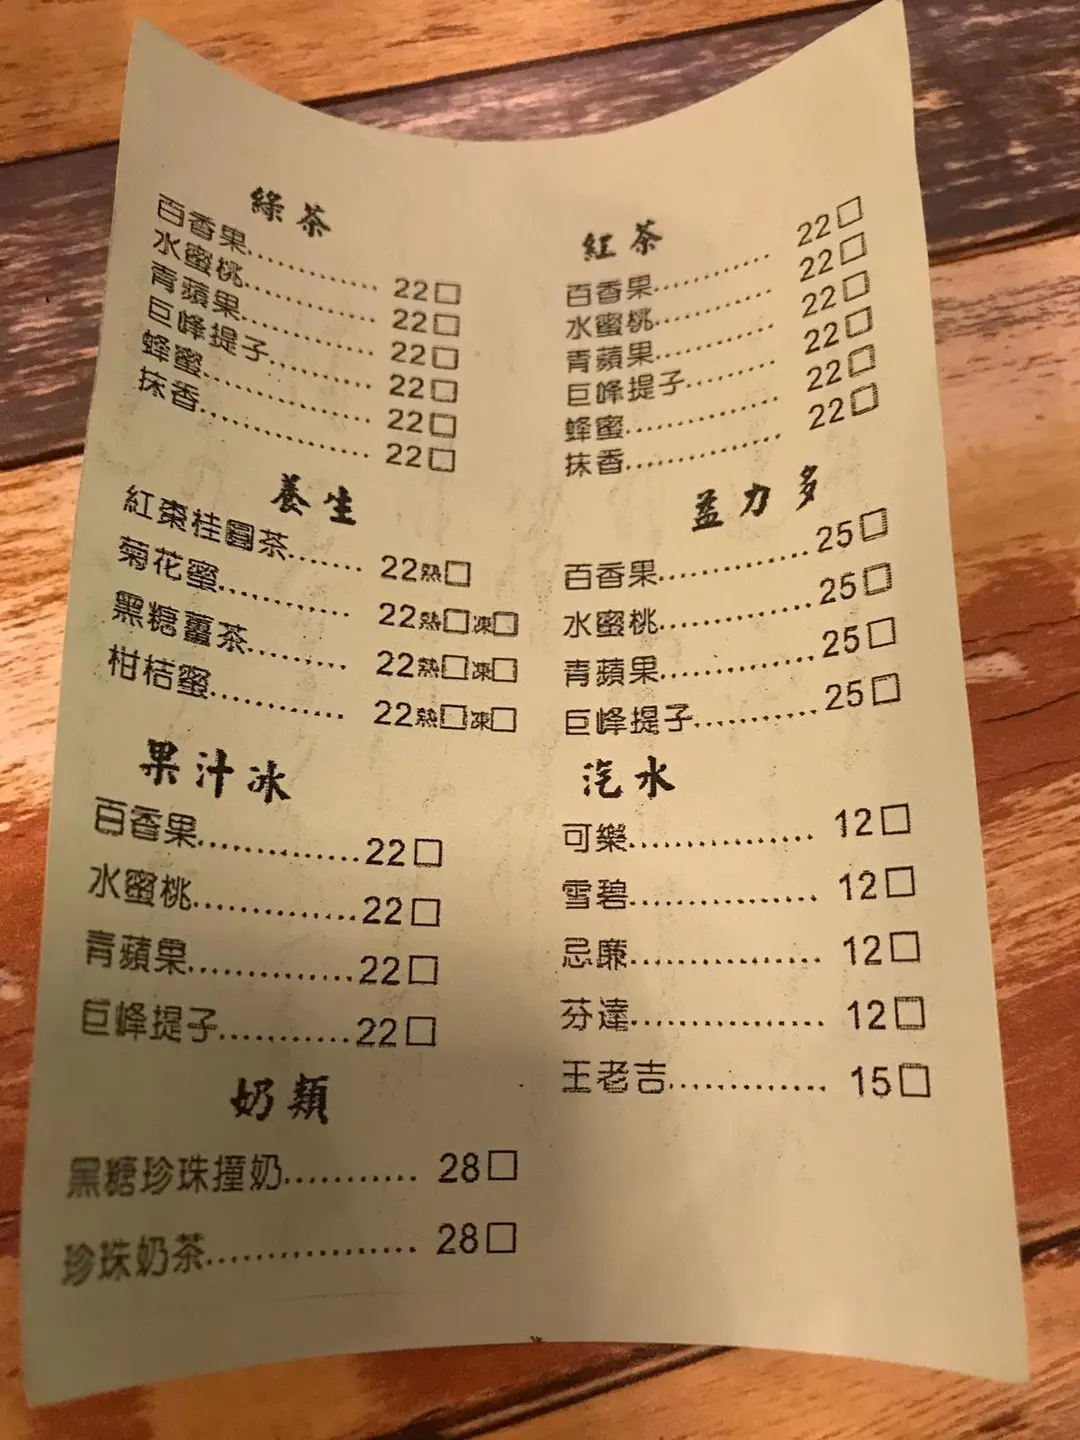 綠茶
百香果 22□
水蜜桃 22□
青蘋果 22□
巨峰提子 22□
蜂蜜 22□
抹香 22□
養生
紅棗桂圓茶 22熱□
菊花蜜 22熱□凍□
黑糖薑茶 22熱□凍□
柑桔蜜 22熱□凍□
果汁冰
百香果 22□
水蜜桃 22□
青蘋果 22□
巨峰提子 22□
奶類
黑糖珍珠撞奶 28□
珍珠奶茶 28□
紅茶
百香果 22□
水蜜桃 22□
青蘋果 22□
巨峰提子 22□
蜂蜜 22□
抹香 22□
益力多
百香果 25□
水蜜桃 25□
青蘋果 25□
巨峰提子 25□
汽水
可樂 12□
雪碧 12□
忌廉 12□
芬達 12□
王老吉 15□